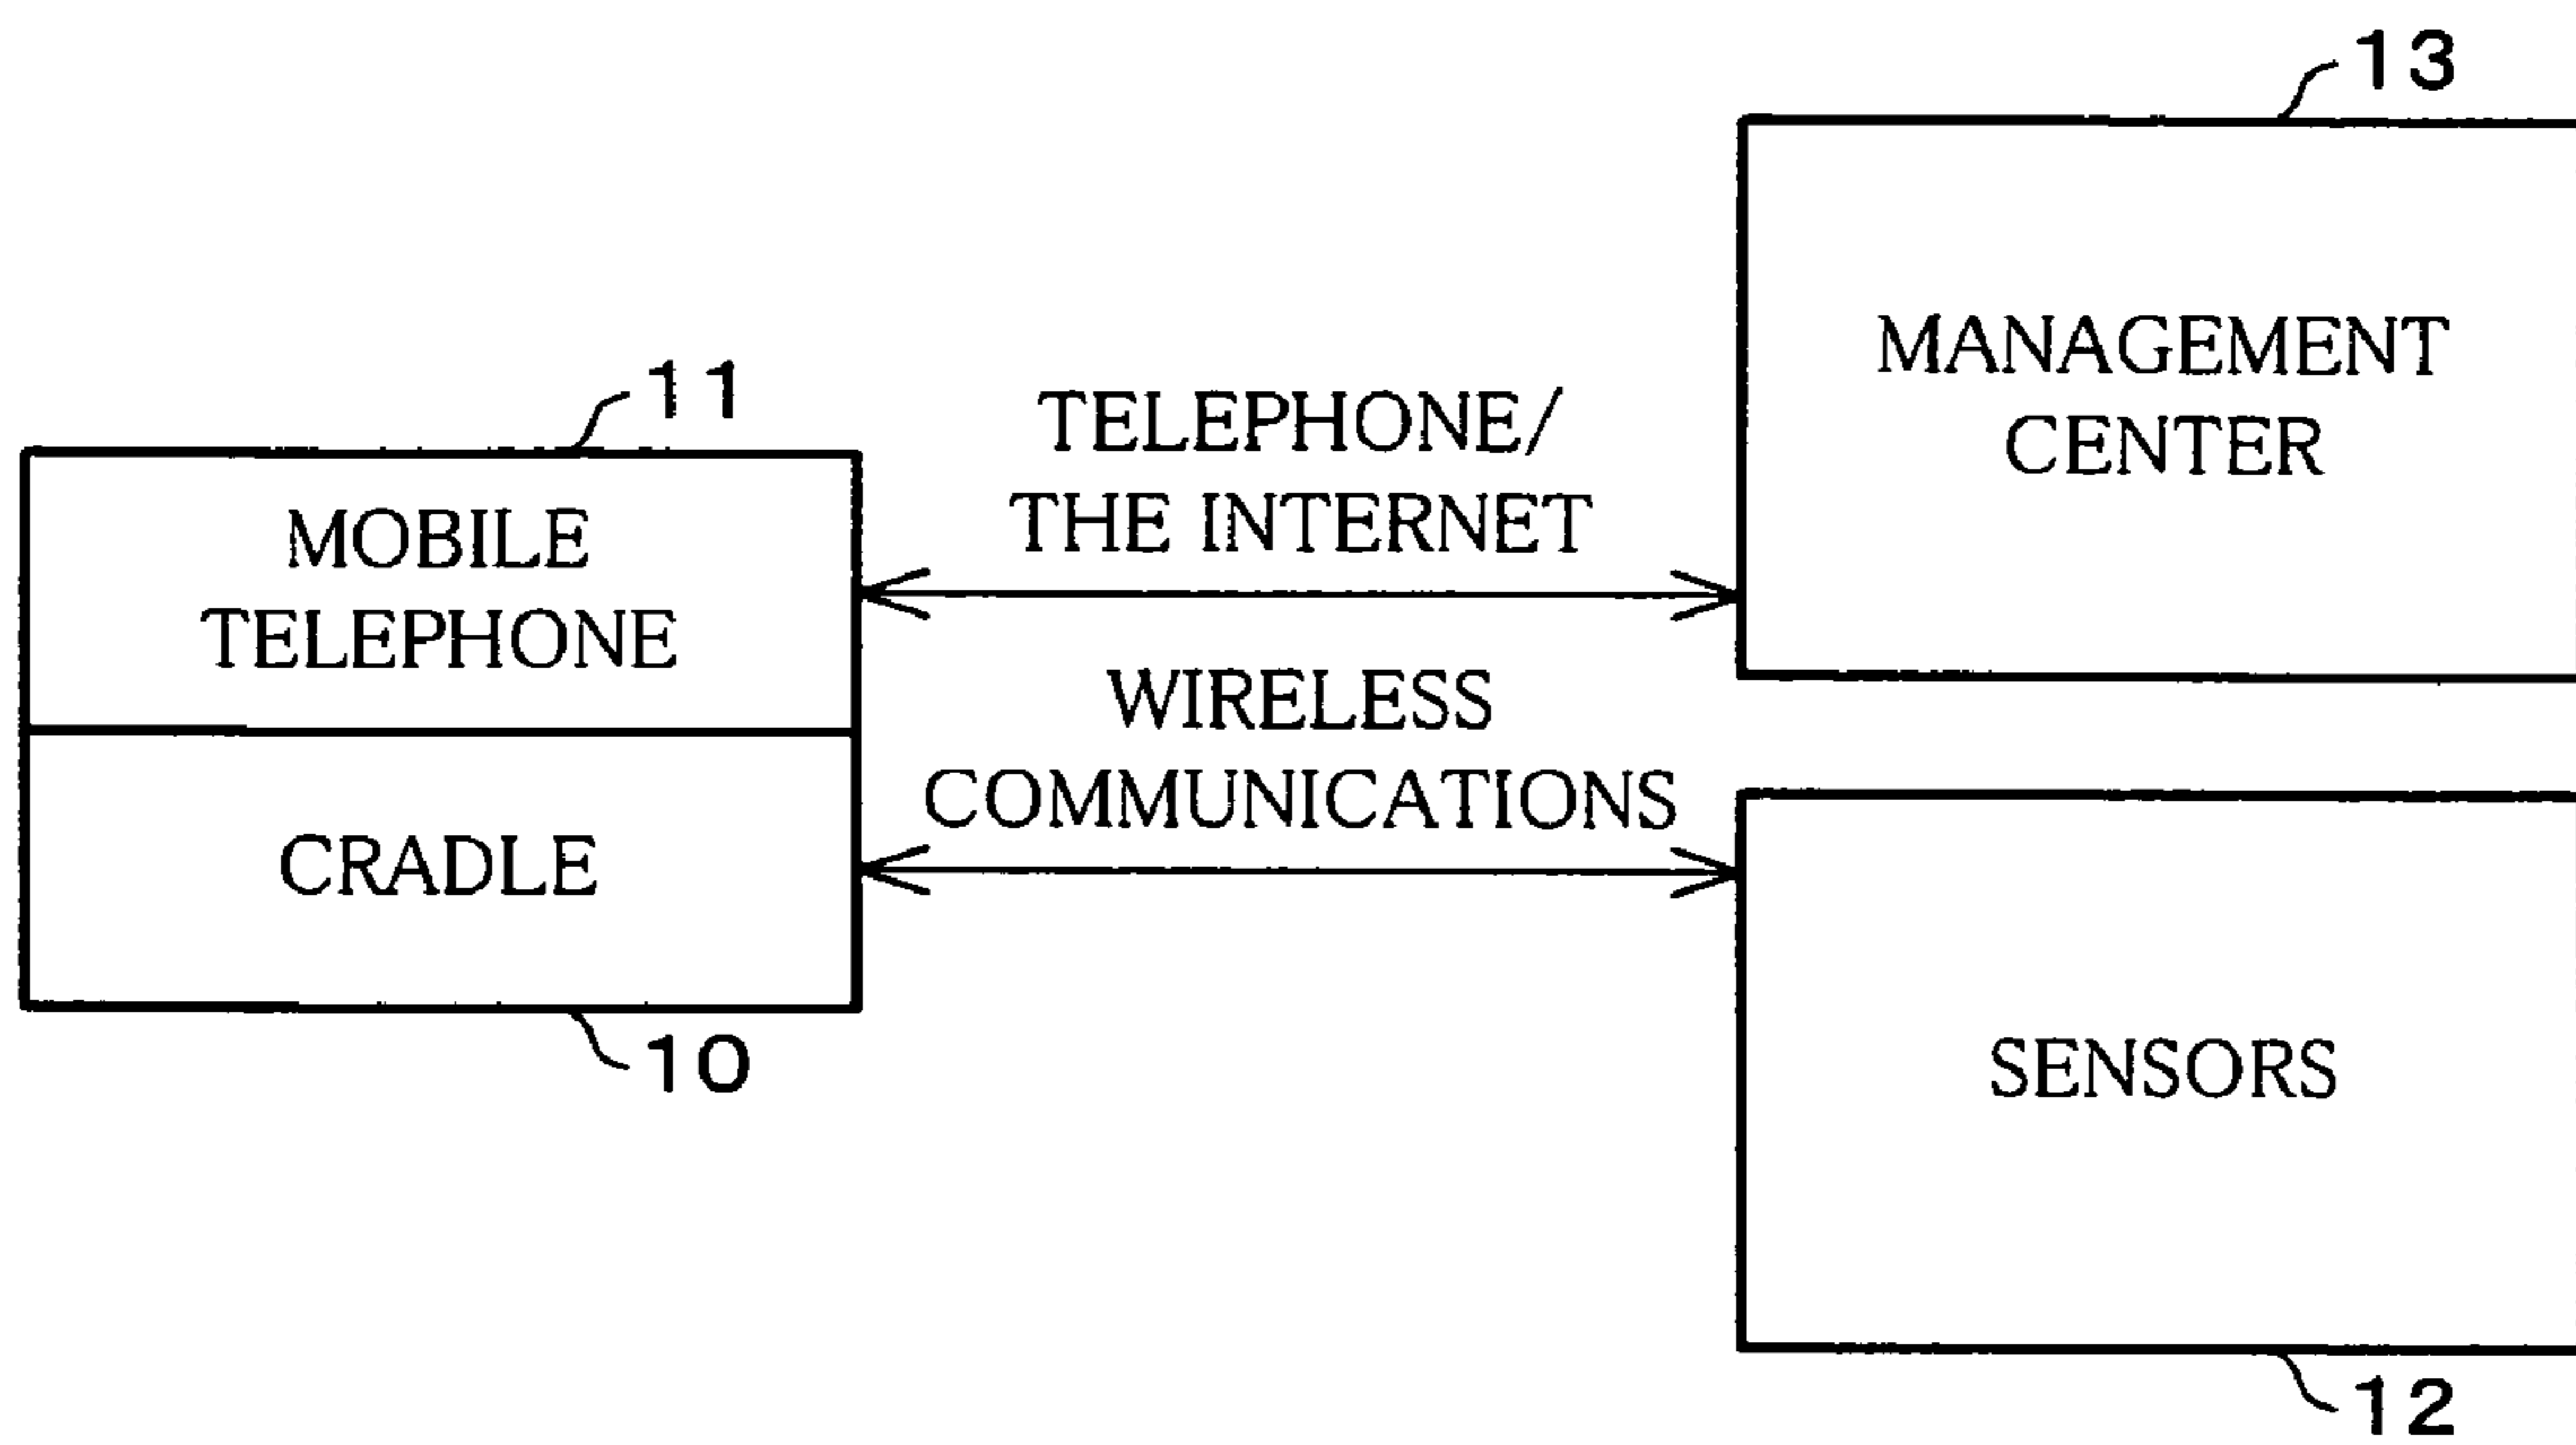 13
MANAGEMENT
CENTER
11
MOBILE
TELEPHONE
TELEPHONE/
THE INTERNET
WIRELESS
COMMUNICATIONS
CRADLE
10
SENSORS
12